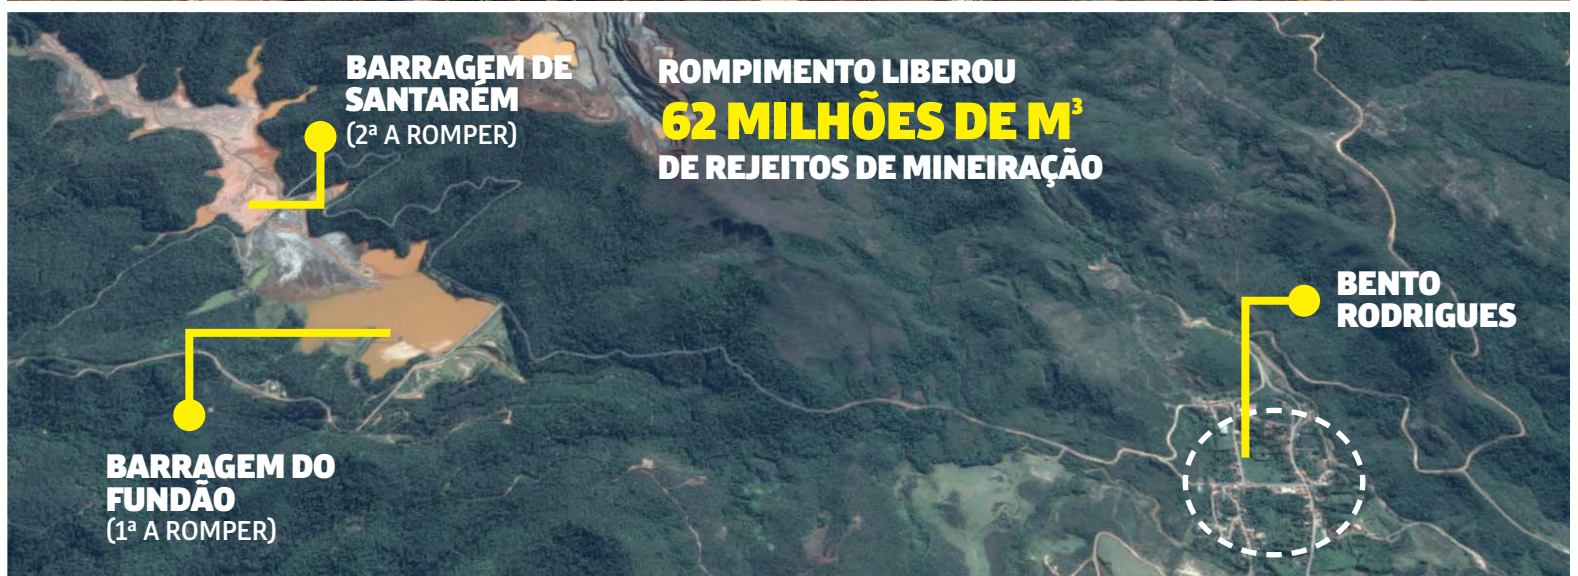 BARRAGEM DE
SANTARÉM
(2ª A ROMPER)
ROMPIMENTO LIBEROU
62 MILHÕES DE M³
DE REJEITOS DE MINEIRAÇÃO
BENTO
RODRIGUES
BARRAGEM DO
FUNDÃO
(1ª A ROMPER)